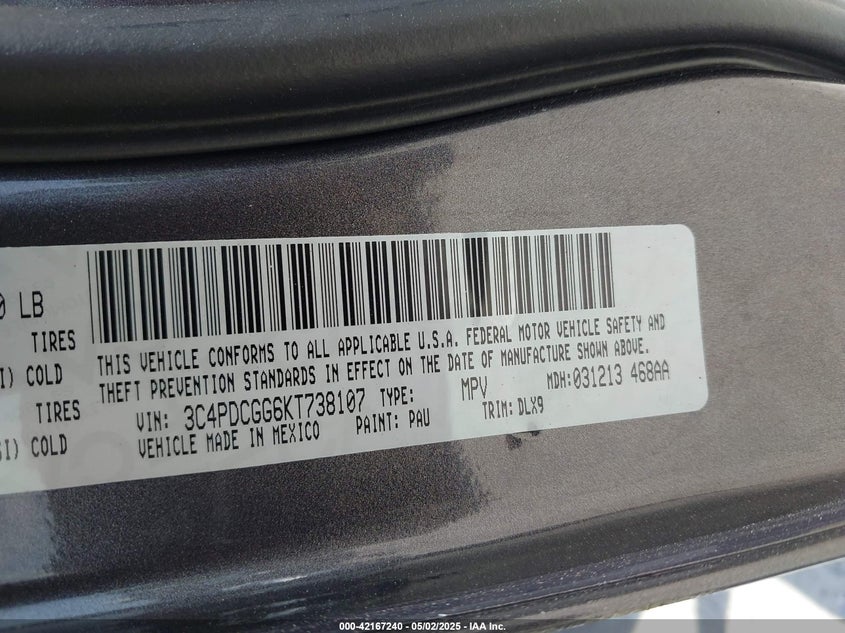 0 LB
TIRES
SI) COLD
TIRES
SI) COLD
THIS VEHICLE CONFORMS TO ALL APPLICABLE U.S.A. FEDERAL MOTOR VEHICLE SAFETY AND
THEFT PREVENTION STANDARDS IN EFFECT ON THE DATE OF MANUFACTURE SHOWN ABOVE.
VIN: 3C4PDCGG6KT738107 TYPE: MPV MDH:031213 468AA
VEHICLE MADE IN MEXICO PAINT: PAU TRIM: DLX9
000-42167240 - 05/02/2025 - IAA Inc.